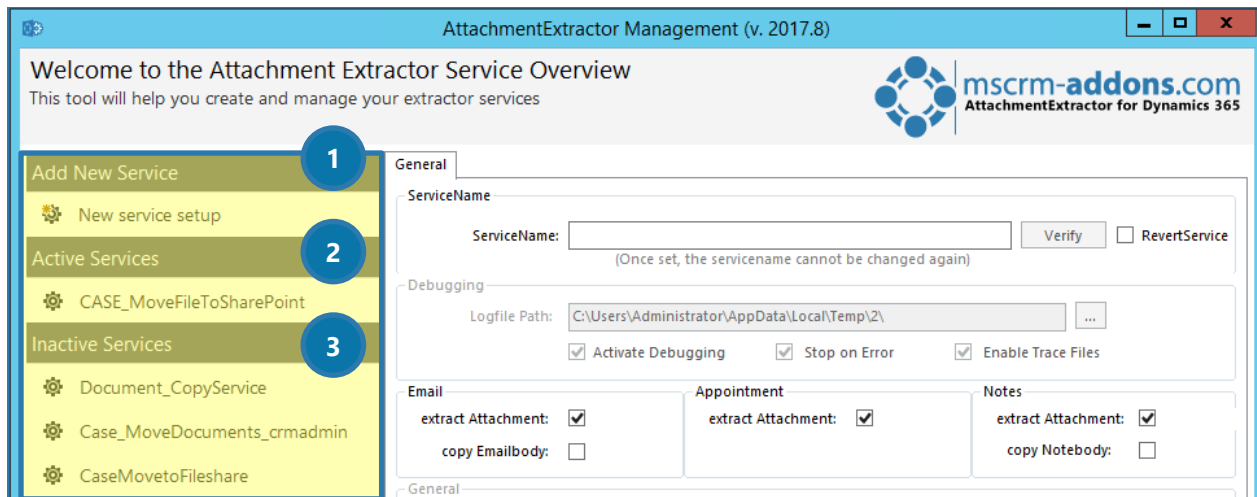 AttachmentExtractor Management (v. 2017.8)
Welcome to the Attachment Extractor Service Overview
This tool will help you create and manage your extractor services
mscrm-addons.com
AttachmentExtractor for Dynamics 365
1
Add New Service
New service setup
2
Active Services
CASE_MoveFileToSharePoint
3
Inactive Services
Document_CopyService
Case_MoveDocuments_crmadmin
CaseMovetoFileshare
General
ServiceName
ServiceName: Verify RevertService
(Once set, the servicename cannot be changed again)
Debugging
Logfile Path: C:\Users\Administrator\AppData\Local\Temp\2\ ...
Activate Debugging Stop on Error Enable Trace Files
Email Appointment Notes
extract Attachment: extract Attachment: extract Attachment:
copy Emailbody: copy Notebody:
General